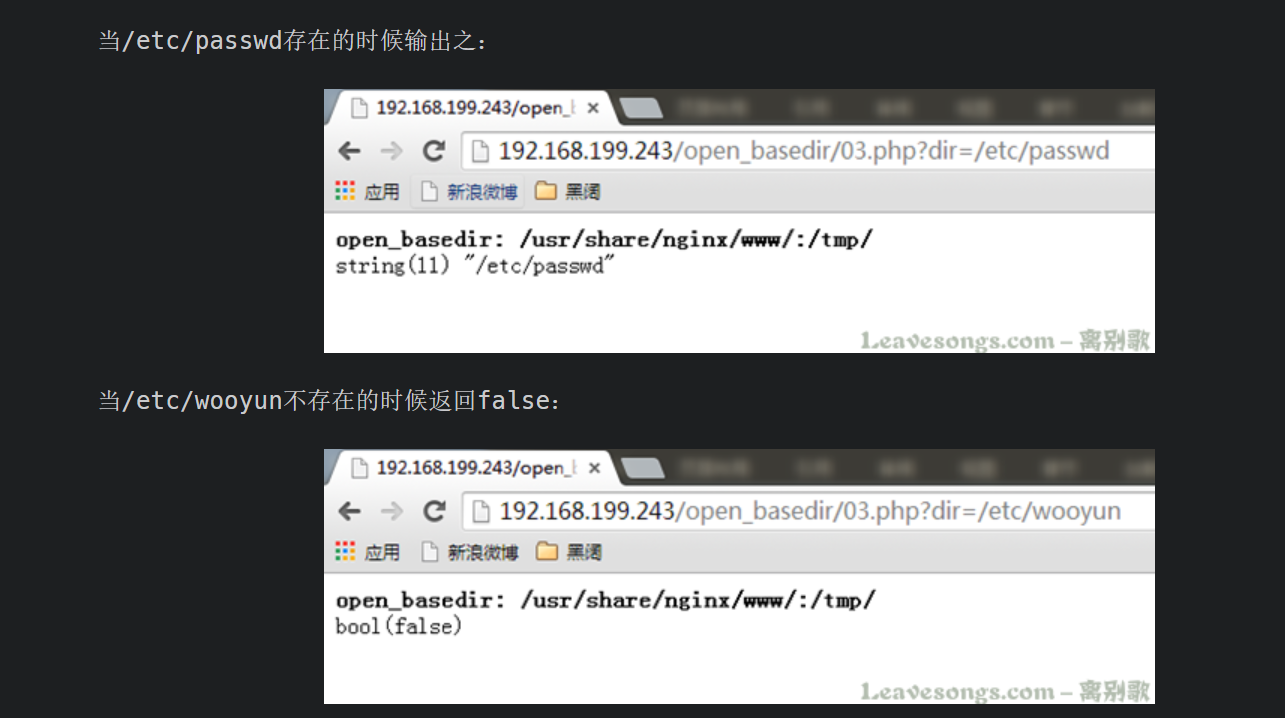 当/etc/passwd存在的时候输出之：
192.168.199.243/open_
192.168.199.243/open_basedir/03.php?dir=/etc/passwd
应用 新浪微博 黑阔
open_basedir: /usr/share/nginx/www/:/tmp/
string(11) "/etc/passwd"
leavesongs.com – 离别歌
当/etc/wooyun不存在的时候返回false：
192.168.199.243/open_
192.168.199.243/open_basedir/03.php?dir=/etc/wooyun
应用 新浪微博 黑阔
open_basedir: /usr/share/nginx/www/:/tmp/
bool(false)
leavesongs.com – 离别歌